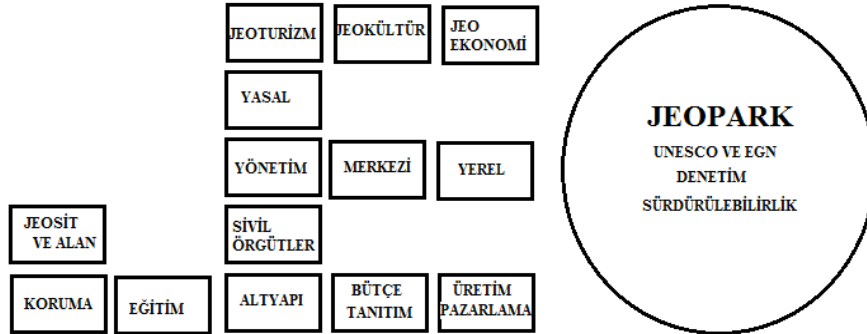 JEOTURİZM
JEOKÜLTÜR
JEO
EKONOMİ
YASAL
YÖNETİM
MERKEZİ
YEREL
JEOSİT
VE ALAN
SİVİL
ÖRGÜTLER
KORUMA
EĞİTİM
ALTYAPI
BÜTÇE
TANITIM
ÜRETİM
PAZARLAMA
JEOPARK
UNESCO VE EGN
DENETİM
SÜRDÜRÜLEBİLİRLİK